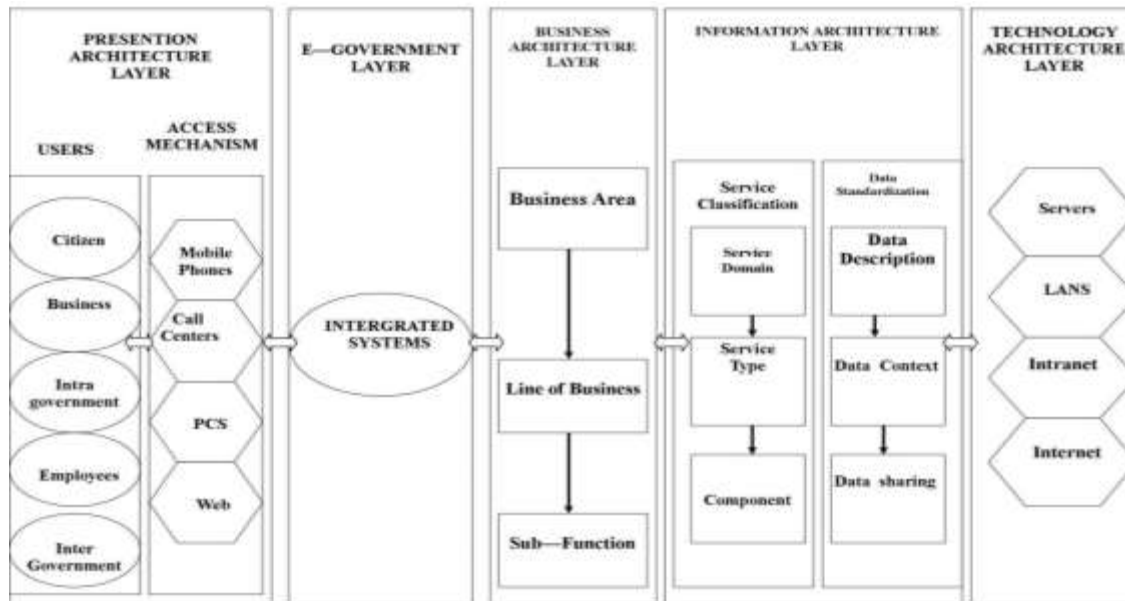 PRESENTION
ARCHITECTURE
LAYER
USERS
ACCESS
MECHANISM
Citizen
Business
Intra
government
Employees
Inter
Government
Mobile
Phones
Call
Centers
PCS
Web
E—GOVERNMENT
LAYER
INTERGRATED
SYSTEMS
BUSINESS
ARCHITECTURE
LAYER
Business Area
Line of Business
Sub—Function
INFORMATION ARCHITECTURE
LAYER
Service
Classification
Service
Domain
Service
Type
Component
Data
Standardization
Data
Description
Data Context
Data sharing
TECHNOLOGY
ARCHITECTURE
LAYER
Servers
LANS
Intranet
Internet